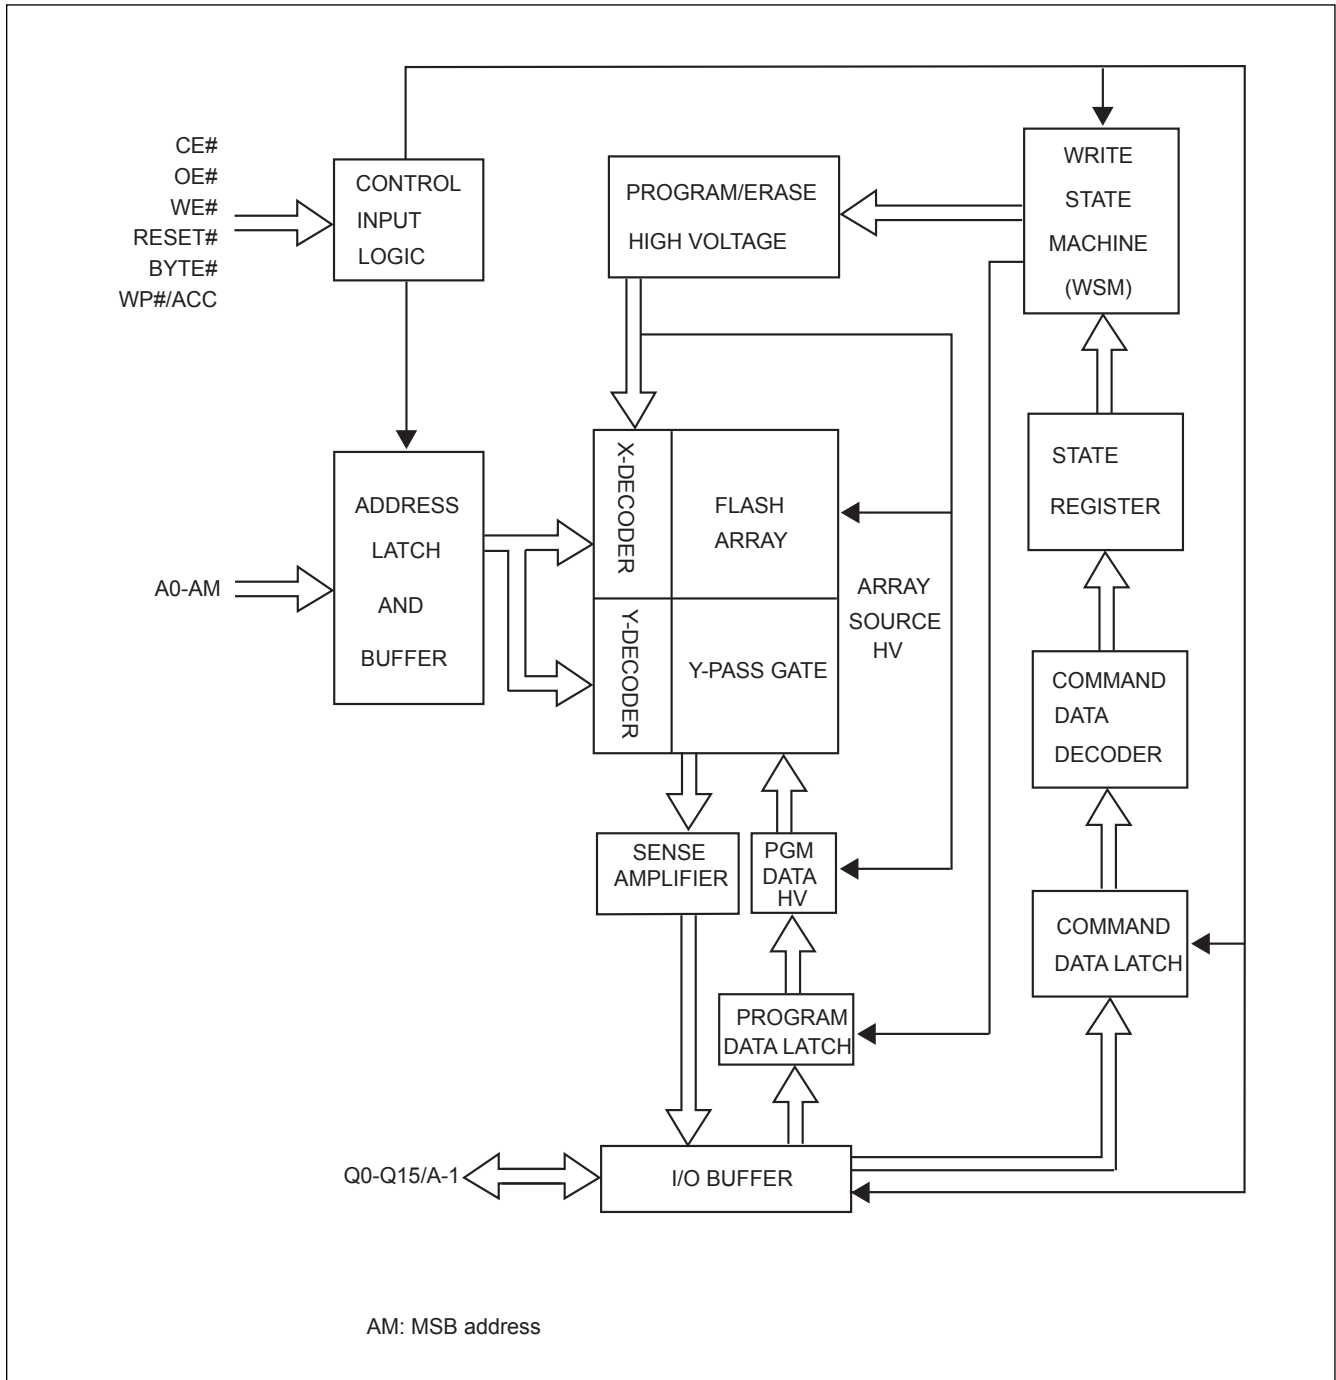 CE#
OE#
WE#
RESET#
BYTE#
WP#/ACC
CONTROL
INPUT
LOGIC
PROGRAM/ERASE
HIGH VOLTAGE
WRITE
STATE
MACHINE
(WSM)
STATE
REGISTER
ADDRESS
LATCH
AND
BUFFER
A0-AM
X-DECODER
FLASH
ARRAY
Y-DECODER
Y-PASS GATE
ARRAY
SOURCE
HV
COMMAND
DATA
DECODER
SENSE
AMPLIFIER
PGM
DATA
HV
COMMAND
DATA LATCH
PROGRAM
DATA LATCH
Q0-Q15/A-1
I/O BUFFER
AM: MSB address